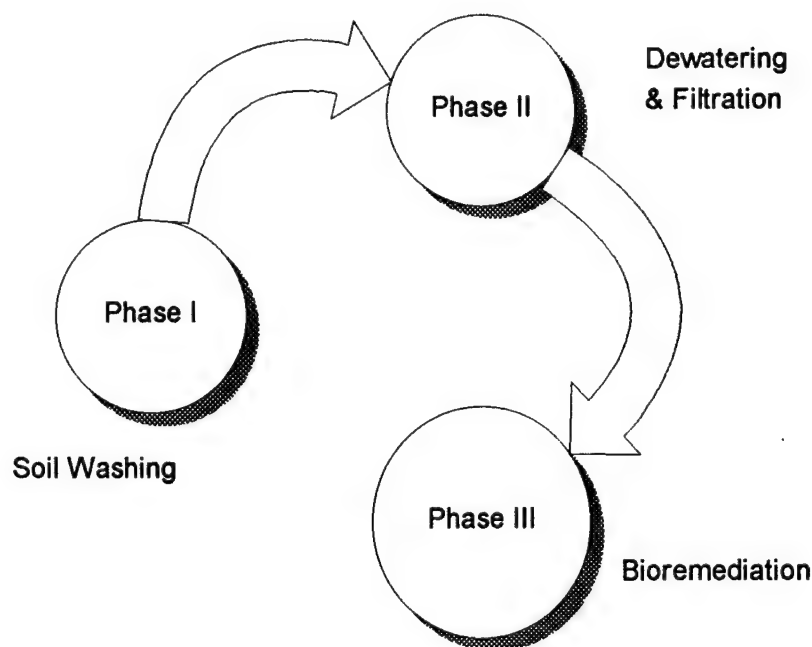 Dewatering
& Filtration
Phase II
Phase I
Soil Washing
Phase III
Bioremediation